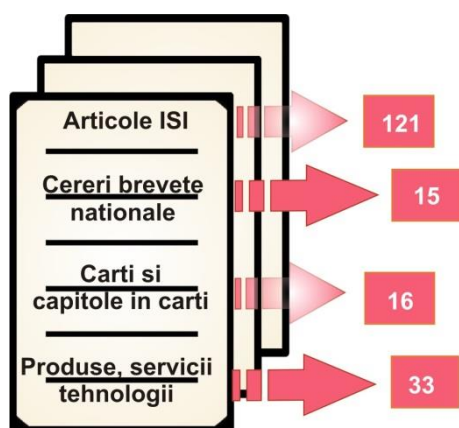 Articole ISI
121
Cereri brevete
nationale
15
Carti si
capitole in carti
16
Produse, servicii
tehnologii
33